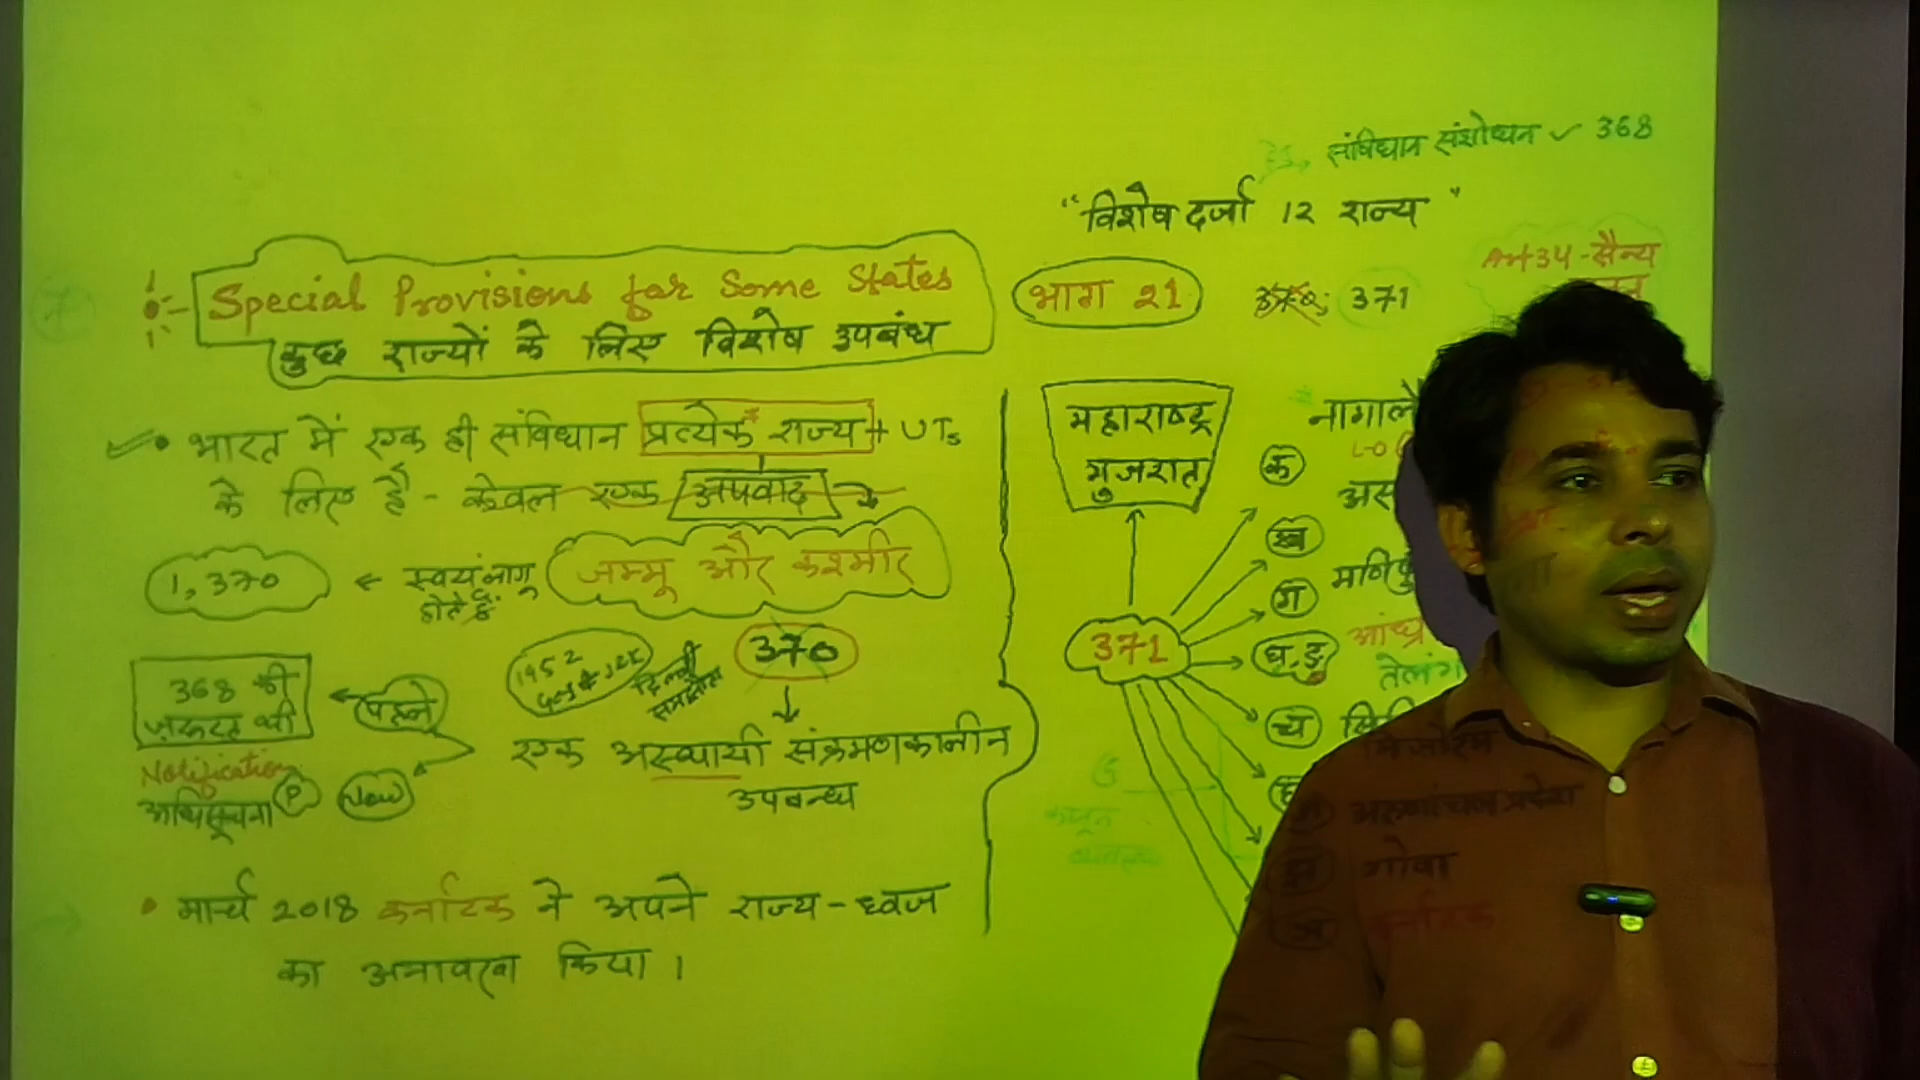 संविधान संशोधन ✓ 368
"विशेष दर्जा 12 राज्य"
Special Provisions for Some States
कुछ राज्यों के लिए विशेष उपबंध
भाग 21
371
Art 34 - सैन्य
• भारत में एक ही संविधान प्रत्येक राज्य + UTs
के लिए है - केवल एक अपवाद के
1, 370 ← स्वयं लागू
होते हैं
जम्मू और कश्मीर
1952
दिल्ली
समझौता
370
368 की
ज़रूरत थी
पहले
एक अस्थायी संक्रमणकालीन
उपबन्ध
Notification
अधिसूचना P
Now
• मार्च 2018 कर्नाटक ने अपने राज्य-ध्वज
का अनावरण किया।
महाराष्ट्र
गुजरात
371
क नागालै
ख अस
ग मणिपु
घ, ङ आंध्र
तेलंग
च
मिजोरम
अरुणाचल प्रदेश
गोवा
कर्नाटक